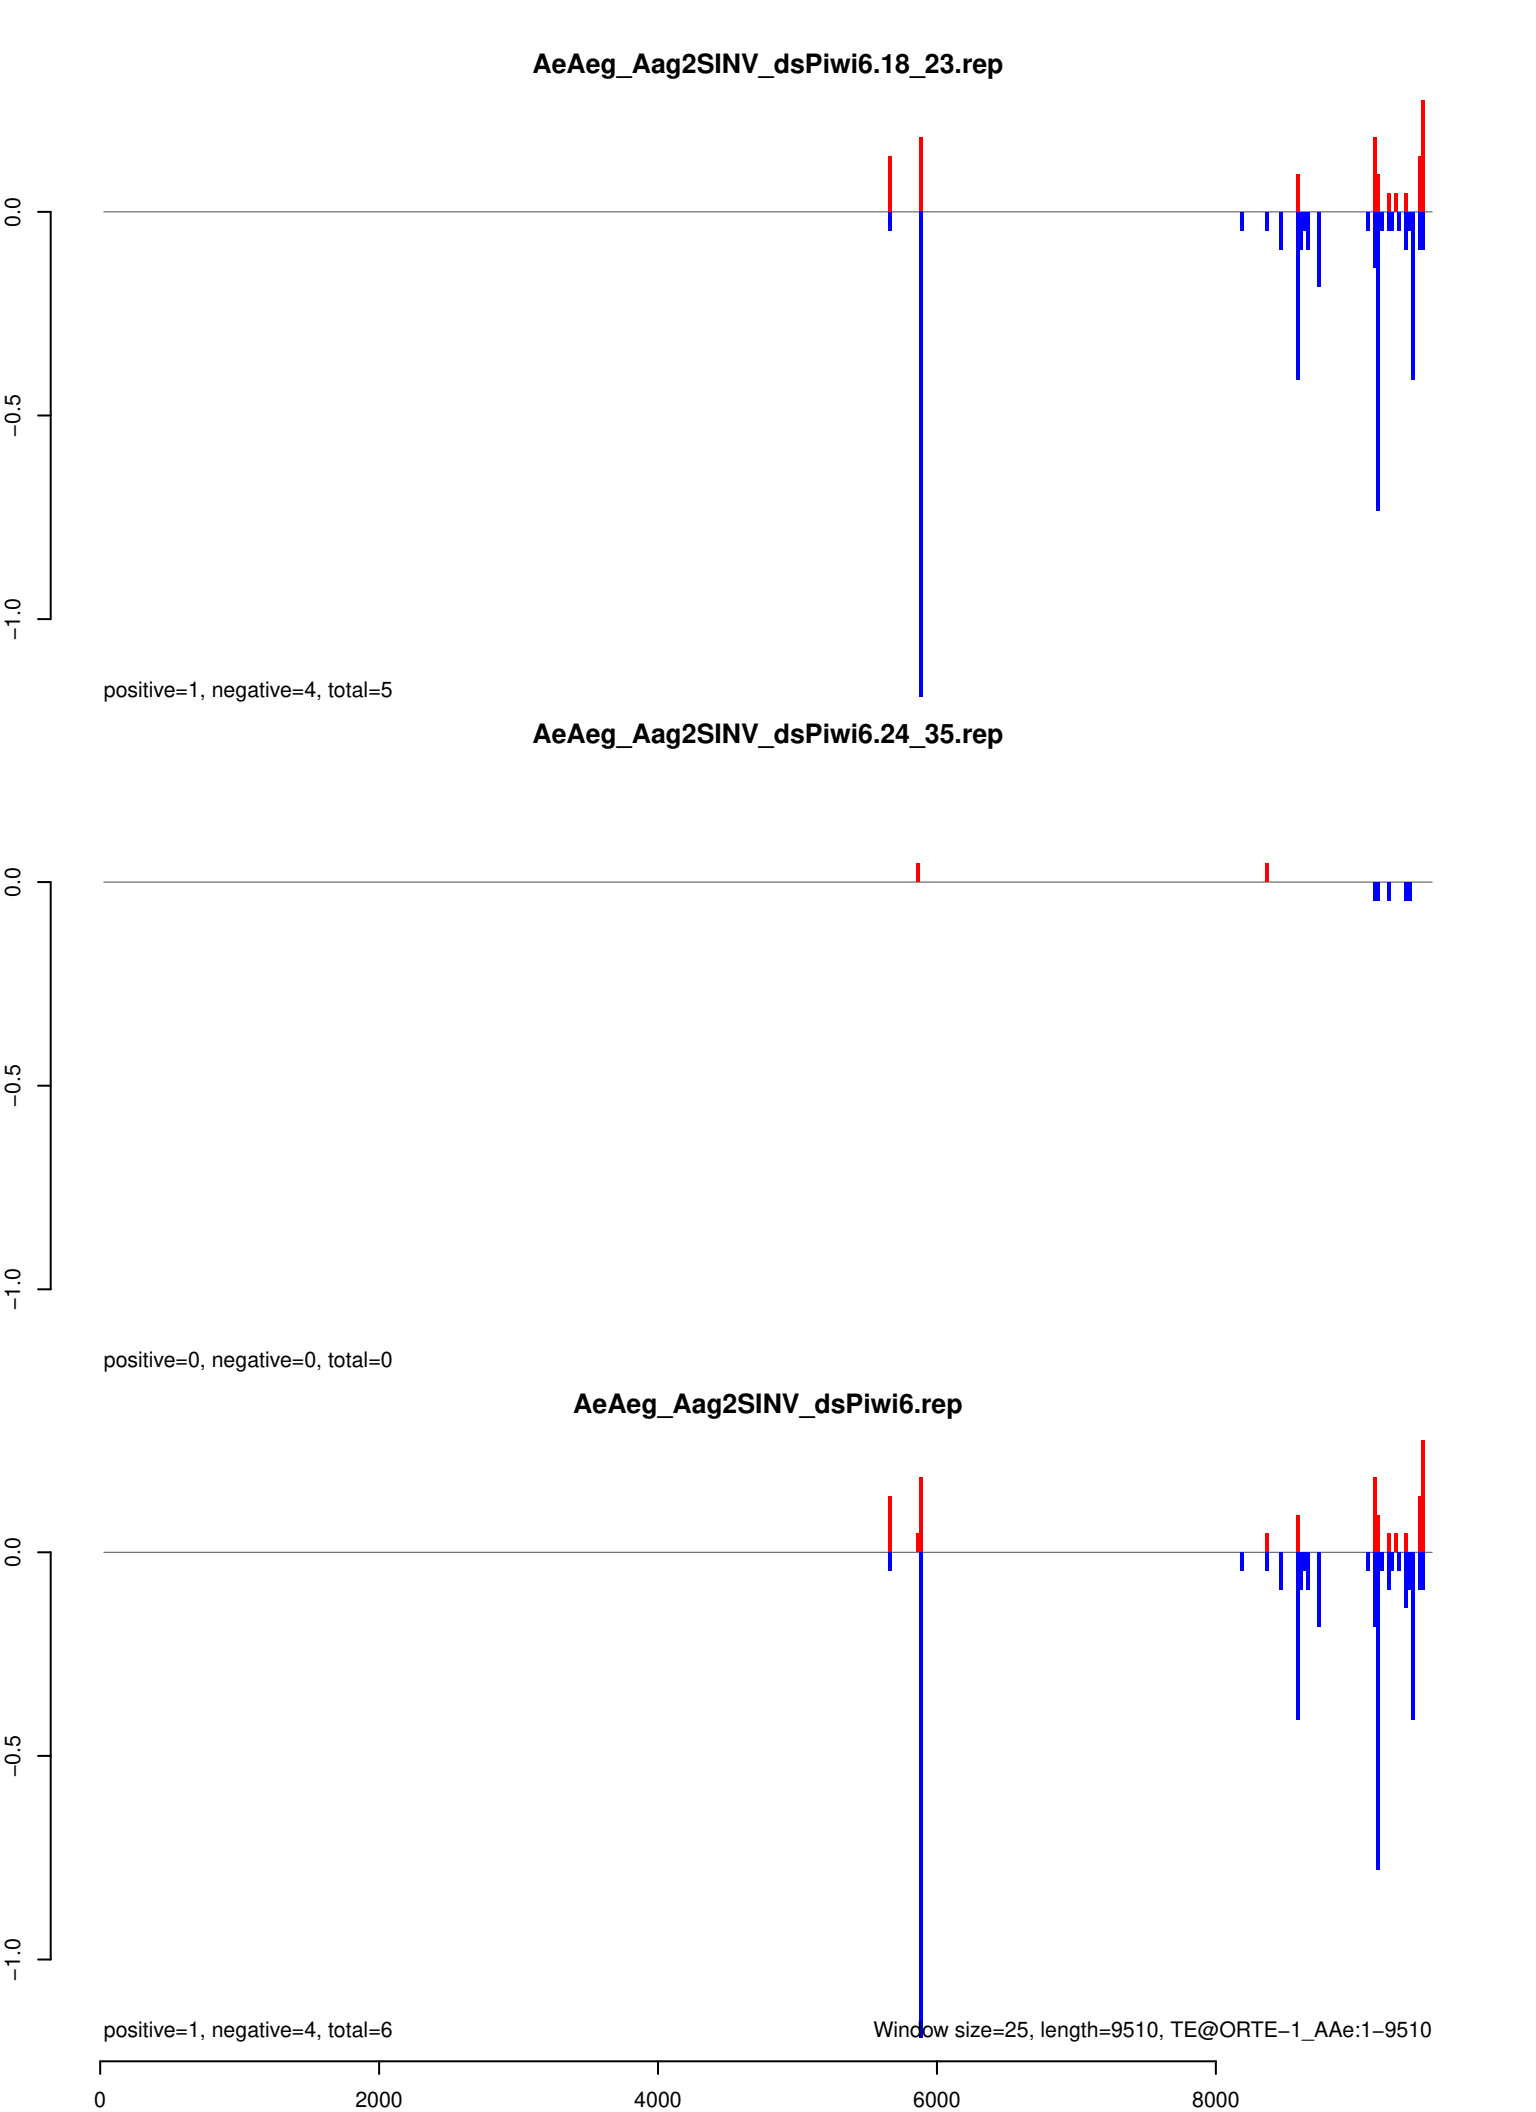 AeAeg_Aag2SINV_dsPiwi6.18_23.rep
0.0
−0.5
−1.0
positive=1, negative=4, total=5
AeAeg_Aag2SINV_dsPiwi6.24_35.rep
0.0
−0.5
−1.0
positive=0, negative=0, total=0
AeAeg_Aag2SINV_dsPiwi6.rep
0.0
−0.5
−1.0
positive=1, negative=4, total=6
Window size=25, length=9510, TE@ORTE−1_AAe:1−9510
0 2000 4000 6000 8000